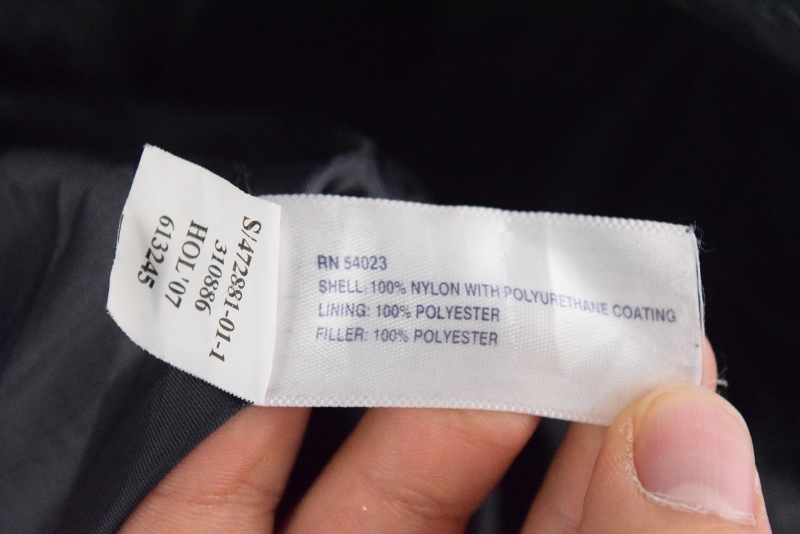 S/472881-01-1
310886
HOL '07
613245
RN 54023
SHELL: 100% NYLON WITH POLYURETHANE COATING
LINING: 100% POLYESTER
FILLER: 100% POLYESTER